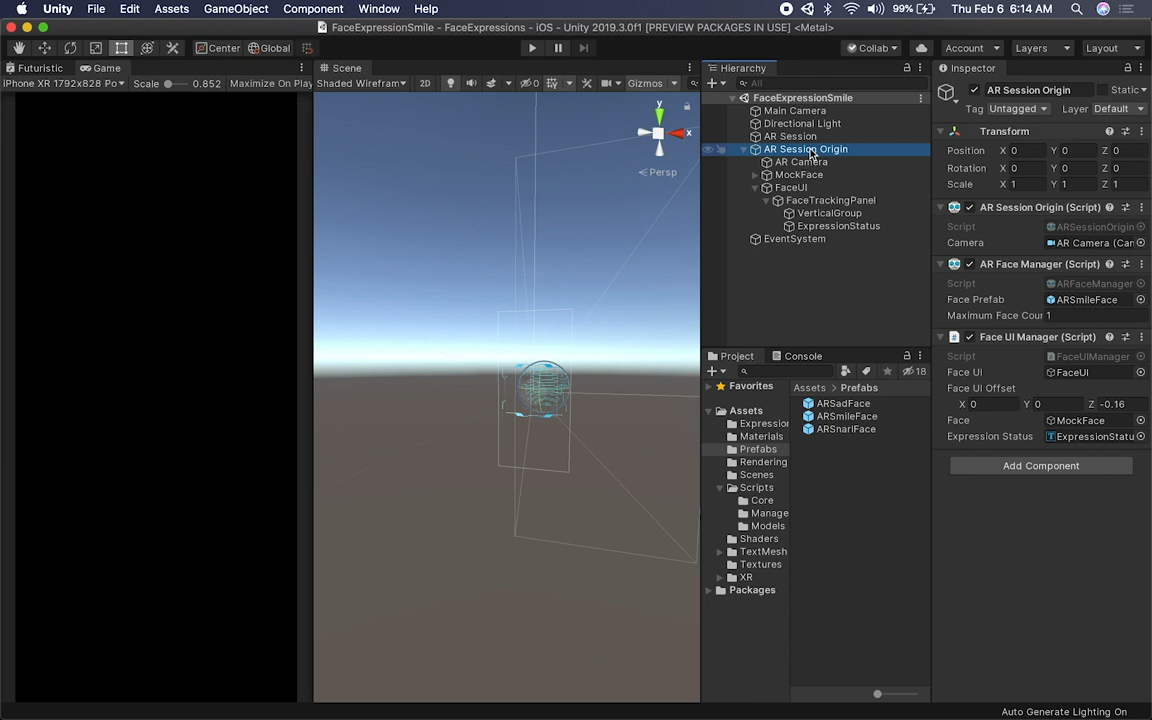 Unity File Edit Assets GameObject Component Window Help 99% Thu Feb 6 6:14 AM
FaceExpressionSmile - FaceExpressions - iOS - Unity 2019.3.0f1 [PREVIEW PACKAGES IN USE] <Metal>
Center Global Collab Account Layers Layout
Futuristic Game Scene Hierarchy Inspector
iPhone XR 1792x828 Po Scale 0.852 Maximize On Play Shaded Wirefram 2D 0 Gizmos All
AR Session Origin Static
Tag Untagged Layer Default
FaceExpressionSmile
Main Camera
Directional Light
AR Session
AR Session Origin
AR Camera
MockFace
FaceUI
FaceTrackingPanel
VerticalGroup
ExpressionStatus
EventSystem
y
x
Persp
Transform
Position X 0 Y 0 Z 0
Rotation X 0 Y 0 Z 0
Scale X 1 Y 1 Z 1
AR Session Origin (Script)
Script ARSessionOrigin
Camera AR Camera (Can
AR Face Manager (Script)
Script ARFaceManager
Face Prefab ARSmileFace
Maximum Face Cour 1
Face UI Manager (Script)
Script FaceUIManager
Face UI FaceUI
Face UI Offset
X 0 Y 0 Z -0.16
Face MockFace
Expression Status ExpressionStatu
Add Component
Project Console
18
Favorites
Assets
Expression
Materials
Prefabs
Rendering
Scenes
Scripts
Core
Manage
Models
Shaders
TextMesh
Textures
XR
Packages
Assets Prefabs
ARSadFace
ARSmileFace
ARSnarlFace
Auto Generate Lighting On